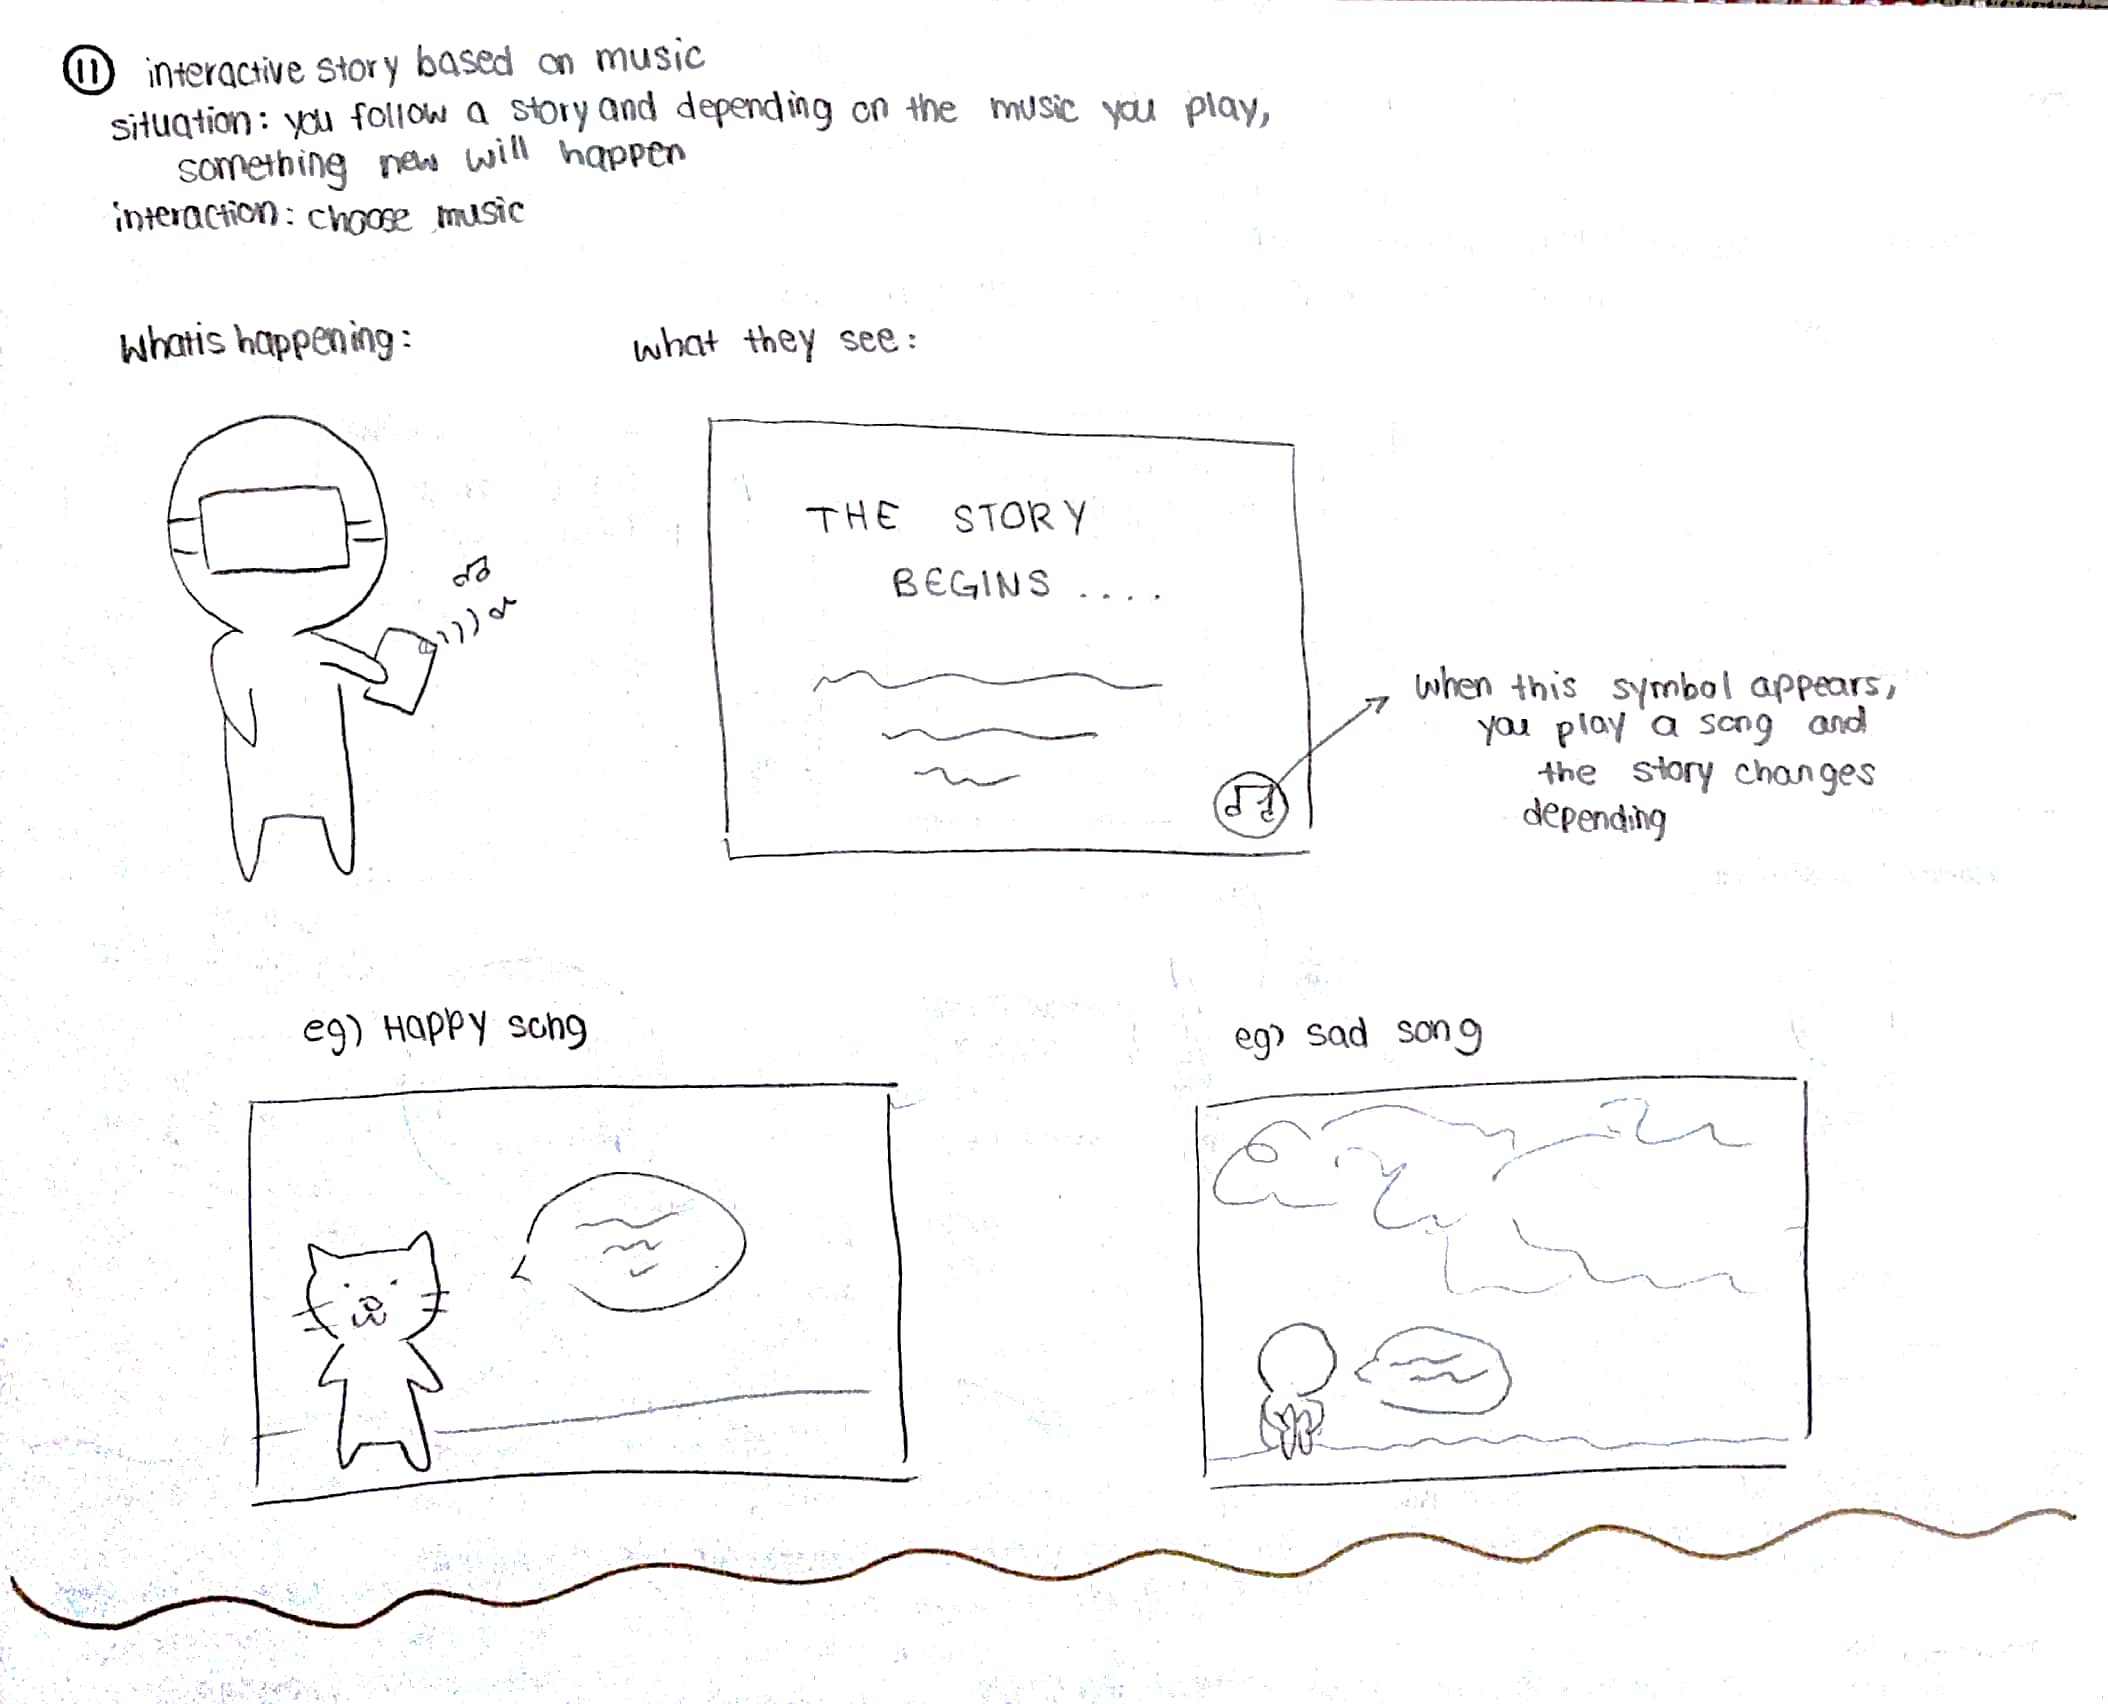 11 interactive story based on music
situation: you follow a story and depending on the music you play,
something new will happen
interaction: choose music
What is happening:
what they see:
THE STORY
BEGINS ....
when this symbol appears,
you play a song and
the story changes
depending
eg) Happy song
eg) sad song